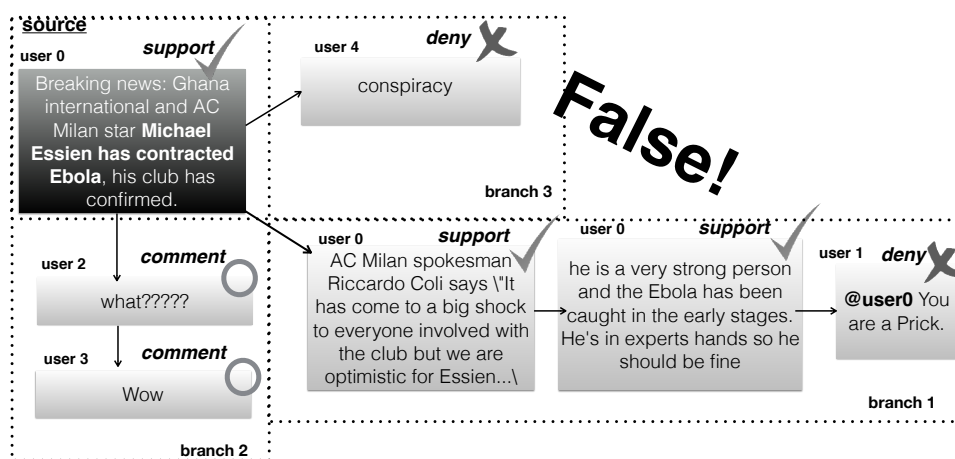 source
user 0
support
Breaking news: Ghana
international and AC
Milan star Michael
Essien has contracted
Ebola, his club has
confirmed.
user 4
deny
conspiracy
branch 3
False!
user 2
comment
what?????
user 3
comment
Wow
branch 2
user 0
support
AC Milan spokesman
Riccardo Coli says \"It
has come to a big shock
to everyone involved with
the club but we are
optimistic for Essien...\
user 0
support
he is a very strong person
and the Ebola has been
caught in the early stages.
He's in experts hands so he
should be fine
user 1
deny
@user0 You
are a Prick.
branch 1